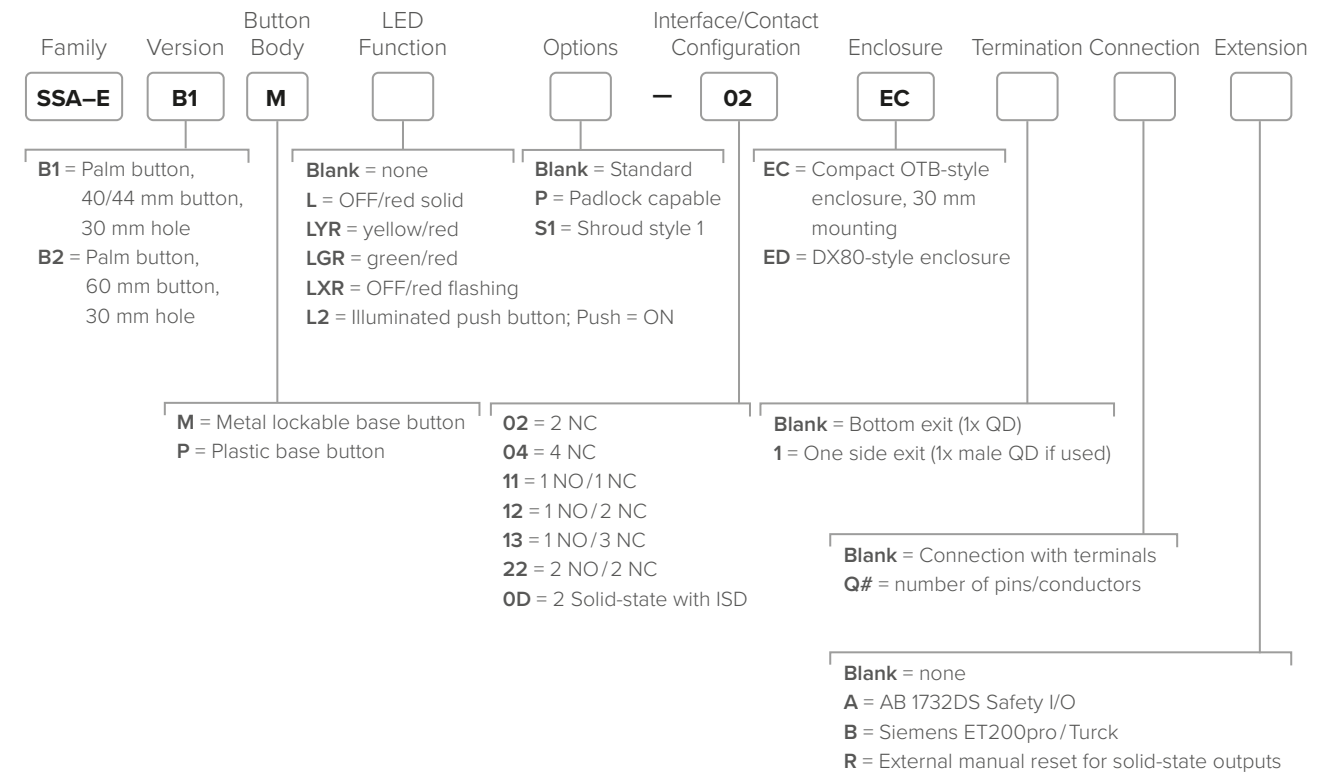 Family
Version
Button
Body
LED
Function
Options
Interface/Contact
Configuration
Enclosure
Termination
Connection
Extension
SSA–E
B1
M
–
02
EC
B1 = Palm button,
40/44 mm button,
30 mm hole
B2 = Palm button,
60 mm button,
30 mm hole
Blank = none
L = OFF/red solid
LYR = yellow/red
LGR = green/red
LXR = OFF/red flashing
L2 = Illuminated push button; Push = ON
Blank = Standard
P = Padlock capable
S1 = Shroud style 1
EC = Compact OTB-style
enclosure, 30 mm
mounting
ED = DX80-style enclosure
M = Metal lockable base button
P = Plastic base button
02 = 2 NC
04 = 4 NC
11 = 1 NO/1 NC
12 = 1 NO/2 NC
13 = 1 NO/3 NC
22 = 2 NO/2 NC
0D = 2 Solid-state with ISD
Blank = Bottom exit (1x QD)
1 = One side exit (1x male QD if used)
Blank = Connection with terminals
Q# = number of pins/conductors
Blank = none
A = AB 1732DS Safety I/O
B = Siemens ET200pro/Turck
R = External manual reset for solid-state outputs